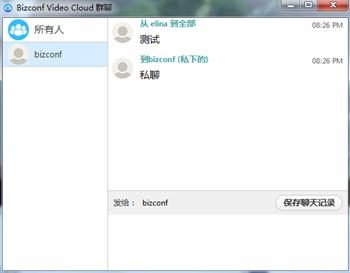 Bizconf Video Cloud 群聊
所有人
bizconf
从 elina 到全部 08:26 PM
测试
到bizconf (私下的) 08:26 PM
私聊
发给： bizconf 保存聊天记录